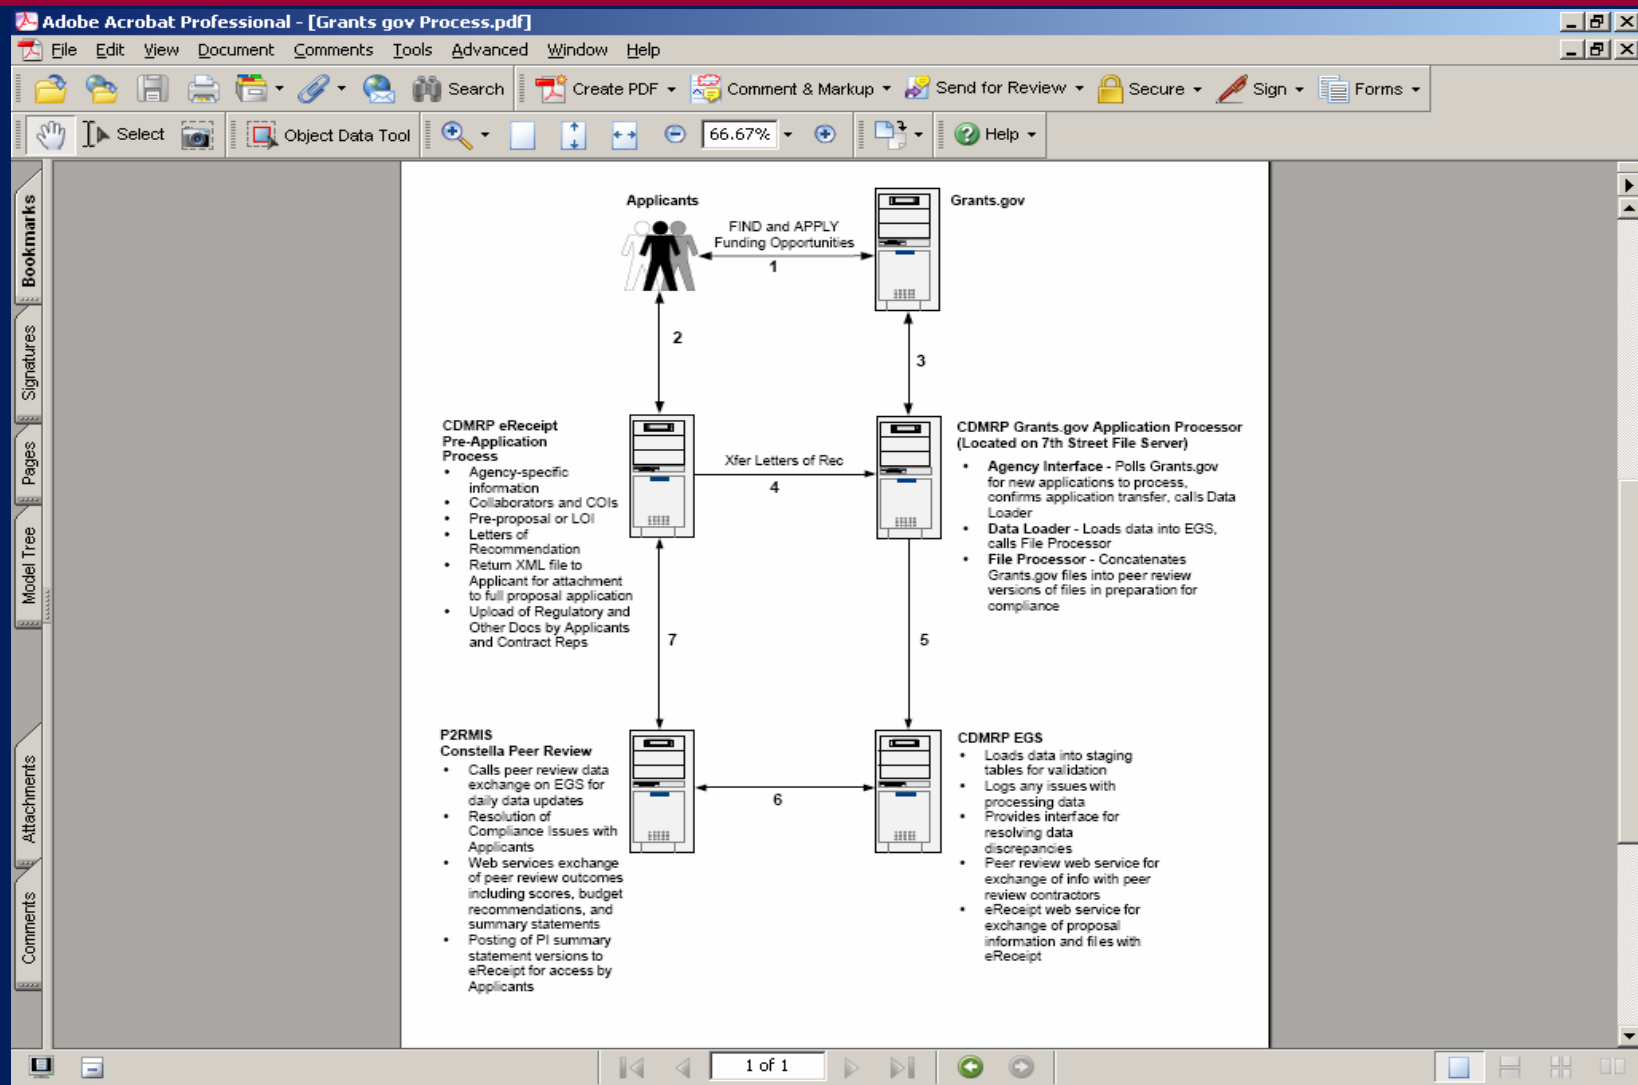 Adobe Acrobat Professional - [Grants gov Process.pdf]
File Edit View Document Comments Tools Advanced Window Help
Search Create PDF Comment & Markup Send for Review Secure Sign Forms
Select Object Data Tool 66.67% Help
Bookmarks
Signatures
Pages
Model Tree
Attachments
Comments
Applicants
Grants.gov
FIND and APPLY
Funding Opportunities
1
2
3
CDMRP eReceipt
Pre-Application
Process
• Agency-specific
information
• Collaborators and COIs
• Pre-proposal or LOI
• Letters of
Recommendation
• Return XML file to
Applicant for attachment
to full proposal application
• Upload of Regulatory and
Other Docs by Applicants
and Contract Reps
Xfer Letters of Rec
4
CDMRP Grants.gov Application Processor
(Located on 7th Street File Server)
• Agency Interface - Polls Grants.gov
for new applications to process,
confirms application transfer, calls Data
Loader
• Data Loader - Loads data into EGS,
calls File Processor
• File Processor - Concatenates
Grants.gov files into peer review
versions of files in preparation for
compliance
7
5
P2RMIS
Constella Peer Review
• Calls peer review data
exchange on EGS for
daily data updates
• Resolution of
Compliance Issues with
Applicants
• Web services exchange
of peer review outcomes
including scores, budget
recommendations, and
summary statements
• Posting of PI summary
statement versions to
eReceipt for access by
Applicants
6
CDMRP EGS
• Loads data into staging
tables for validation
• Logs any issues with
processing data
• Provides interface for
resolving data
discrepancies
• Peer review web service for
exchange of info with peer
review contractors
• eReceipt web service for
exchange of proposal
information and files with
eReceipt
1 of 1